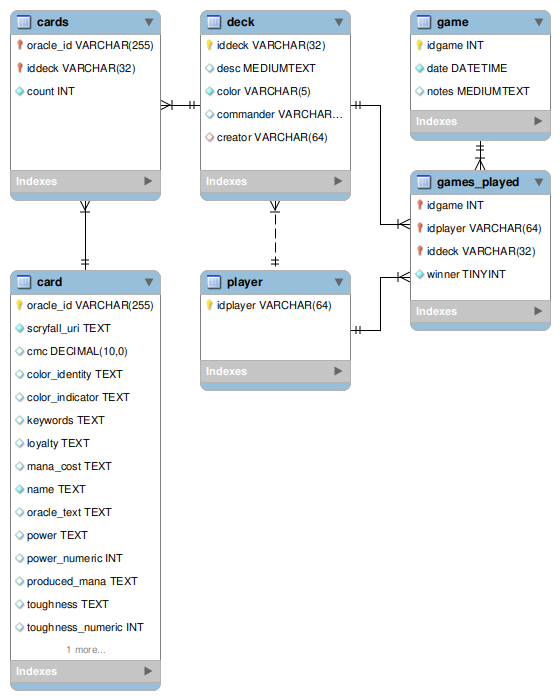 cards
oracle_id VARCHAR(255)
iddeck VARCHAR(32)
count INT
Indexes
deck
iddeck VARCHAR(32)
desc MEDIUMTEXT
color VARCHAR(5)
commander VARCHAR...
creator VARCHAR(64)
Indexes
game
idgame INT
date DATETIME
notes MEDIUMTEXT
Indexes
games_played
idgame INT
idplayer VARCHAR(64)
iddeck VARCHAR(32)
winner TINYINT
Indexes
card
oracle_id VARCHAR(255)
scryfall_uri TEXT
cmc DECIMAL(10,0)
color_identity TEXT
color_indicator TEXT
keywords TEXT
loyalty TEXT
mana_cost TEXT
name TEXT
oracle_text TEXT
power TEXT
power_numeric INT
produced_mana TEXT
toughness TEXT
toughness_numeric INT
1 more...
Indexes
player
idplayer VARCHAR(64)
Indexes